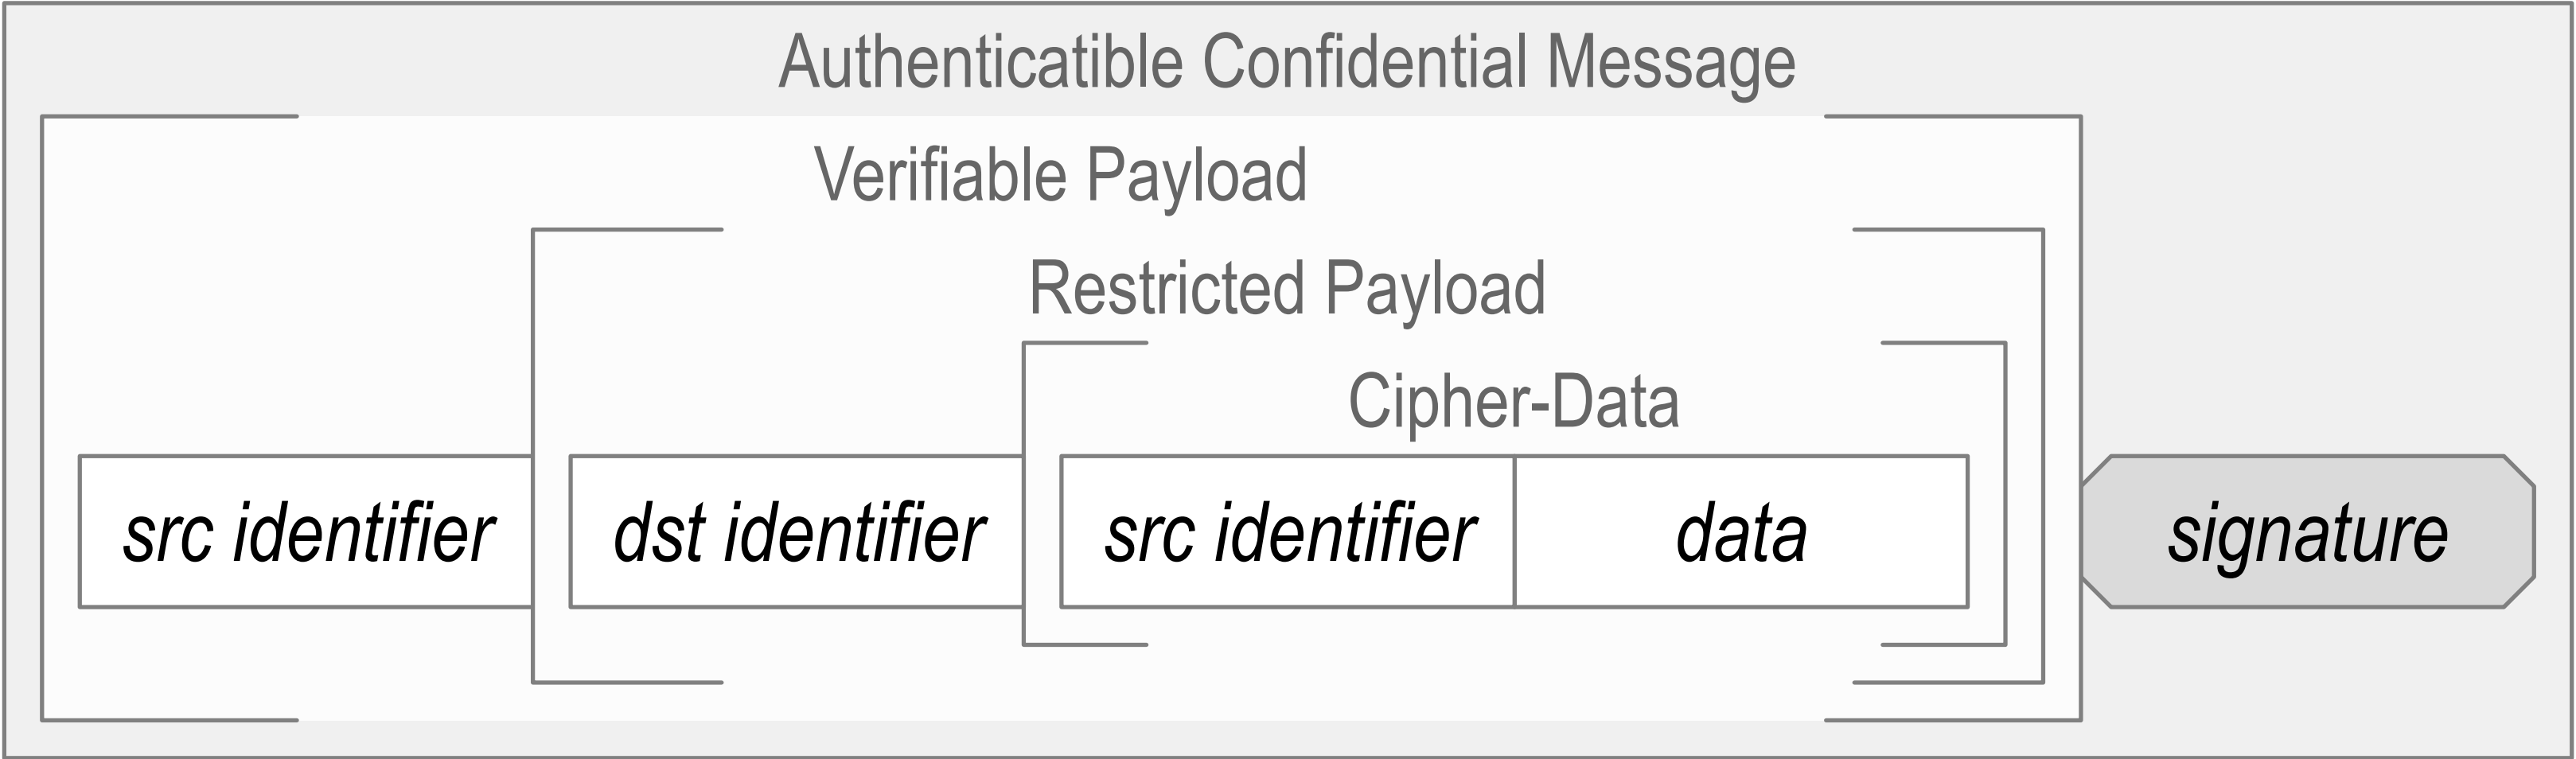 Authenticatible Confidential Message
Verifiable Payload
Restricted Payload
Cipher-Data
src identifier
dst identifier
src identifier
data
signature